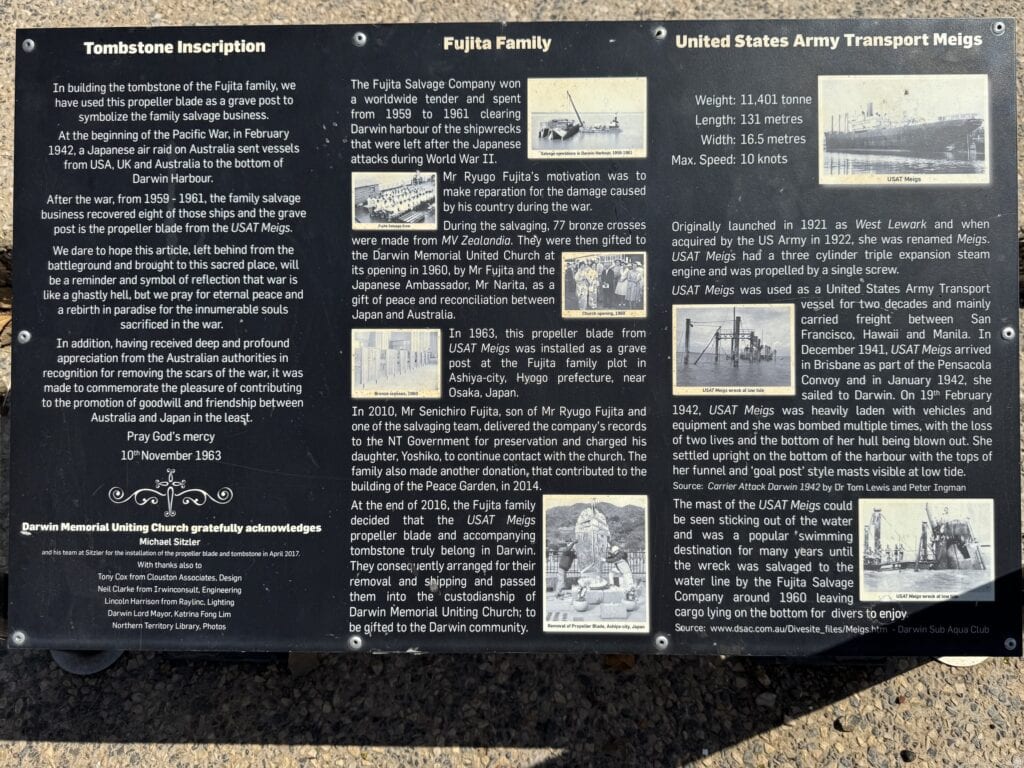 Tombstone Inscription
In building the tombstone of the Fujita family, we
have used this propeller blade as a grave post to
symbolize the family salvage business.
At the beginning of the Pacific War, in February
1942, a Japanese air raid on Australia sent vessels
from USA, UK and Australia to the bottom of
Darwin Harbour.
After the war, from 1959 - 1961, the family salvage
business recovered eight of those ships and the grave
post is the propeller blade from the USAT Meigs.
We dare to hope this article, left behind from the
battleground and brought to this sacred place, will
be a reminder and symbol of reflection that war is
like a ghastly hell, but we pray for eternal peace and
a rebirth in paradise for the innumerable souls
sacrificed in the war.
In addition, having received deep and profound
appreciation from the Australian authorities in
recognition for removing the scars of the war, it was
made to commemorate the pleasure of contributing
to the promotion of goodwill and friendship between
Australia and Japan in the least.
Pray God's mercy
10th November 1963
Darwin Memorial Uniting Church gratefully acknowledges
Michael Sitzler
and his team at Sitzler for the installation of the propeller blade and tombstone in April 2017.
With thanks also to
Tony Cox from Clouston Associates, Design
Neil Clarke from Irwinconsult, Engineering
Lincoln Harrison from Raylinc, Lighting
Darwin Lord Mayor, Katrina Fong Lim
Northern Territory Library, Photos
Fujita Family
The Fujita Salvage Company won
a worldwide tender and spent
from 1959 to 1961 clearing
Darwin harbour of the shipwrecks
that were left after the Japanese
attacks during World War II.
Salvage operations in Darwin Harbour, 1959-1961
Mr Ryugo Fujita's motivation was to
make reparation for the damage caused
by his country during the war.
Fujita Salvage Crew
During the salvaging, 77 bronze crosses
were made from MV Zealandia. They were then gifted to
the Darwin Memorial United Church at
its opening in 1960, by Mr Fujita and the
Japanese Ambassador, Mr Narita, as a
gift of peace and reconciliation between
Japan and Australia.
Church opening, 1960
In 1963, this propeller blade from
USAT Meigs was installed as a grave
post at the Fujita family plot in
Ashiya-city, Hyogo prefecture, near
Osaka, Japan.
Bronze crosses, 1960
In 2010, Mr Senichiro Fujita, son of Mr Ryugo Fujita and
one of the salvaging team, delivered the company's records
to the NT Government for preservation and charged his
daughter, Yoshiko, to continue contact with the church. The
family also made another donation, that contributed to the
building of the Peace Garden, in 2014.
At the end of 2016, the Fujita family
decided that the USAT Meigs
propeller blade and accompanying
tombstone truly belong in Darwin.
They consequently arranged for their
removal and shipping and passed
them into the custodianship of
Darwin Memorial Uniting Church; to
be gifted to the Darwin community.
Removal of Propeller Blade, Ashiya-city, Japan
United States Army Transport Meigs
Weight: 11,401 tonne
Length: 131 metres
Width: 16.5 metres
Max. Speed: 10 knots
USAT Meigs
Originally launched in 1921 as West Lewark and when
acquired by the US Army in 1922, she was renamed Meigs.
USAT Meigs had a three cylinder triple expansion steam
engine and was propelled by a single screw.
USAT Meigs was used as a United States Army Transport
vessel for two decades and mainly
carried freight between San
Francisco, Hawaii and Manila. In
December 1941, USAT Meigs arrived
in Brisbane as part of the Pensacola
Convoy and in January 1942, she
sailed to Darwin. On 19th February
USAT Meigs wreck at low tide
1942, USAT Meigs was heavily laden with vehicles and
equipment and she was bombed multiple times, with the loss
of two lives and the bottom of her hull being blown out. She
settled upright on the bottom of the harbour with the tops of
her funnel and 'goal post' style masts visible at low tide.
Source: Carrier Attack Darwin 1942 by Dr Tom Lewis and Peter Ingman
The mast of the USAT Meigs could
be seen sticking out of the water
and was a popular swimming
destination for many years until
the wreck was salvaged to the
water line by the Fujita Salvage
Company around 1960 leaving
cargo lying on the bottom for divers to enjoy
USAT Meigs wreck at low tide
Source: www.dsac.com.au/Divesite_files/Meigs.htm - Darwin Sub Aqua Club